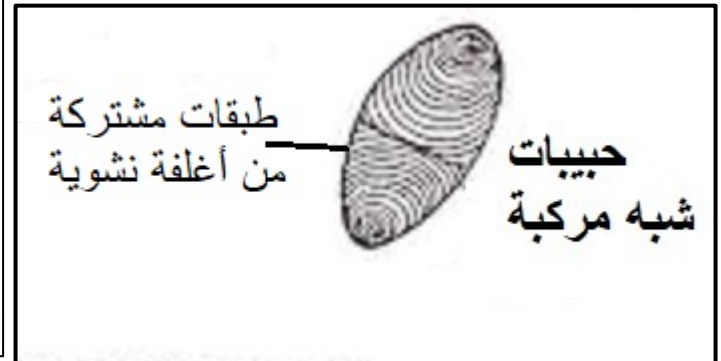 طبقات مشتركة
من أغلفة نشوية
حبيبات
شبه مركبة